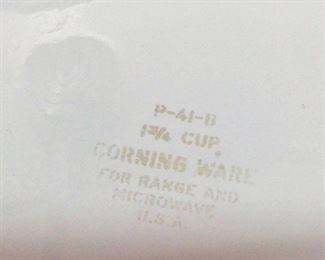 P-41-B
1¾ CUP
CORNING WARE
FOR RANGE AND
MICROWAVE
U.S.A.